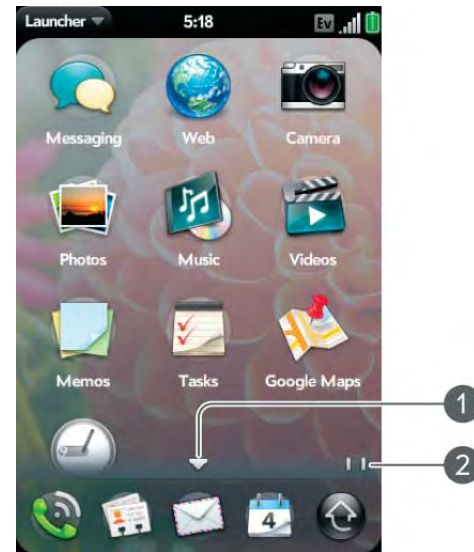 Launcher 5:18 Ev
Messaging Web Camera
Photos Music Videos
Memos Tasks Google Maps
1
2
4